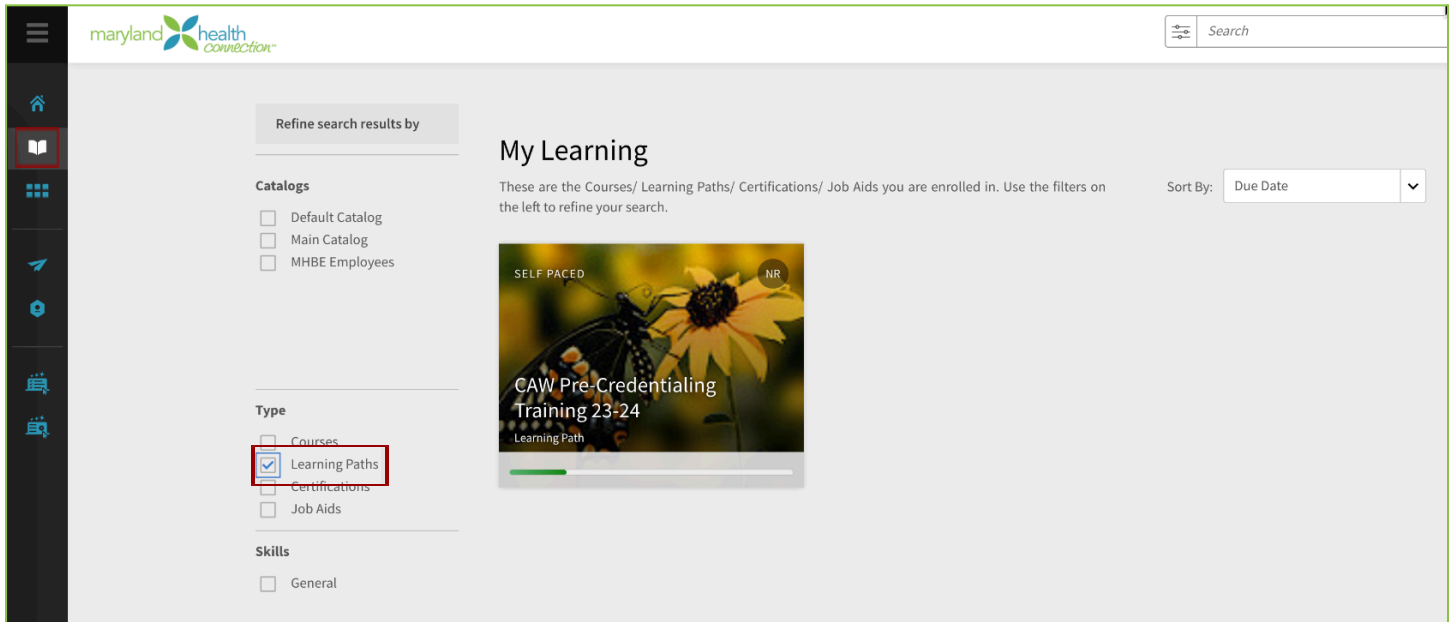 maryland health
connection
Search
Refine search results by
Catalogs
Default Catalog
Main Catalog
MHBE Employees
Type
Courses
Learning Paths
Certifications
Job Aids
Skills
General
My Learning
These are the Courses/ Learning Paths/ Certifications/ Job Aids you are enrolled in. Use the filters on
the left to refine your search.
Sort By: Due Date
SELF PACED NR
CAW Pre-Credentialing
Training 23-24
Learning Path